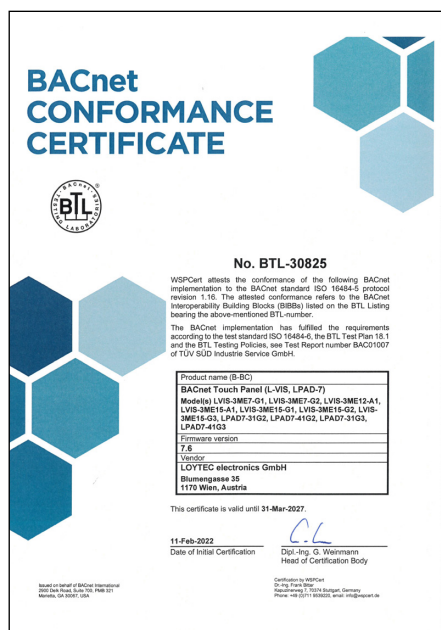 BACnet
CONFORMANCE
CERTIFICATE
BACnet
TESTING LABORATORIES
BTL
®
No. BTL-30825
WSPCert attests the conformance of the following BACnet
implementation to the BACnet standard ISO 16484-5 protocol
revision 1.16. The attested conformance refers to the BACnet
Interoperability Building Blocks (BIBBs) listed on the BTL Listing
bearing the above-mentioned BTL-number.
The BACnet implementation has fulfilled the requirements
according to the test standard ISO 16484-6, the BTL Test Plan 18.1
and the BTL Testing Policies, see Test Report number BAC01007
of TÜV SÜD Industrie Service GmbH.
Product name (B-BC)
BACnet Touch Panel (L-VIS, LPAD-7)
Model(s) LVIS-3ME7-G1, LVIS-3ME7-G2, LVIS-3ME12-A1,
LVIS-3ME15-A1, LVIS-3ME15-G1, LVIS-3ME15-G2, LVIS-
3ME15-G3, LPAD7-31G2, LPAD7-41G2, LPAD7-31G3,
LPAD7-41G3
Firmware version
7.6
Vendor
LOYTEC electronics GmbH
Blumengasse 35
1170 Wien, Austria
This certificate is valid until 31-Mar-2027.
11-Feb-2022
Date of Initial Certification
Dipl.-Ing. G. Weinmann
Head of Certification Body
Issued on behalf of BACnet International
2900 Delk Road, Suite 700, PMB 321
Marietta, GA 30067, USA
Certification by WSPCert
Dr.-Ing. Frank Bitter
Kapuzinerweg 7, 70374 Stuttgart, Germany
Phone: +49 (0)711 5539220, email: info@wspcert.de